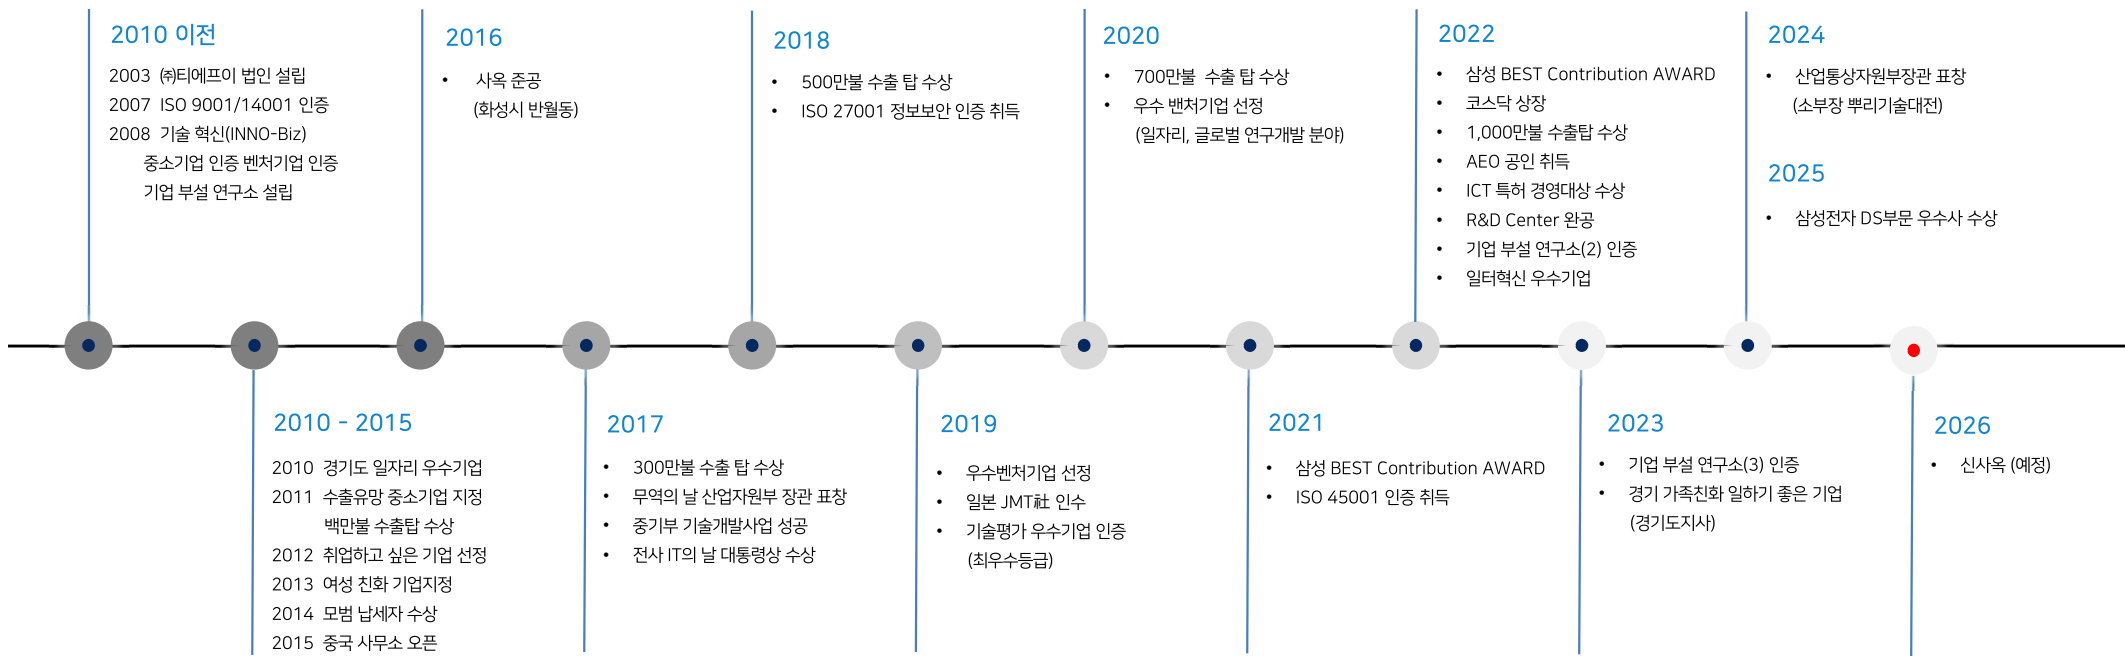 2010 이전
2003 ㈜티에프이 법인 설립
2007 ISO 9001/14001 인증
2008 기술 혁신(INNO-Biz)
중소기업 인증 벤처기업 인증
기업 부설 연구소 설립
2016
• 사옥 준공
(화성시 반월동)
2018
• 500만불 수출 탑 수상
• ISO 27001 정보보안 인증 취득
2020
• 700만불 수출 탑 수상
• 우수 밴처기업 선정
(일자리, 글로벌 연구개발 분야)
2022
• 삼성 BEST Contribution AWARD
• 코스닥 상장
• 1,000만불 수출탑 수상
• AEO 공인 취득
• ICT 특허 경영대상 수상
• R&D Center 완공
• 기업 부설 연구소(2) 인증
• 일터혁신 우수기업
2024
• 산업통상자원부장관 표창
(소부장 뿌리기술대전)
2025
• 삼성전자 DS부문 우수사 수상
2010 - 2015
2010 경기도 일자리 우수기업
2011 수출유망 중소기업 지정
백만불 수출탑 수상
2012 취업하고 싶은 기업 선정
2013 여성 친화 기업지정
2014 모범 납세자 수상
2015 중국 사무소 오픈
2017
• 300만불 수출 탑 수상
• 무역의 날 산업자원부 장관 표창
• 중기부 기술개발사업 성공
• 전사 IT의 날 대통령상 수상
2019
• 우수벤처기업 선정
• 일본 JMT社 인수
• 기술평가 우수기업 인증
(최우수등급)
2021
• 삼성 BEST Contribution AWARD
• ISO 45001 인증 취득
2023
• 기업 부설 연구소(3) 인증
• 경기 가족친화 일하기 좋은 기업
(경기도지사)
2026
• 신사옥 (예정)